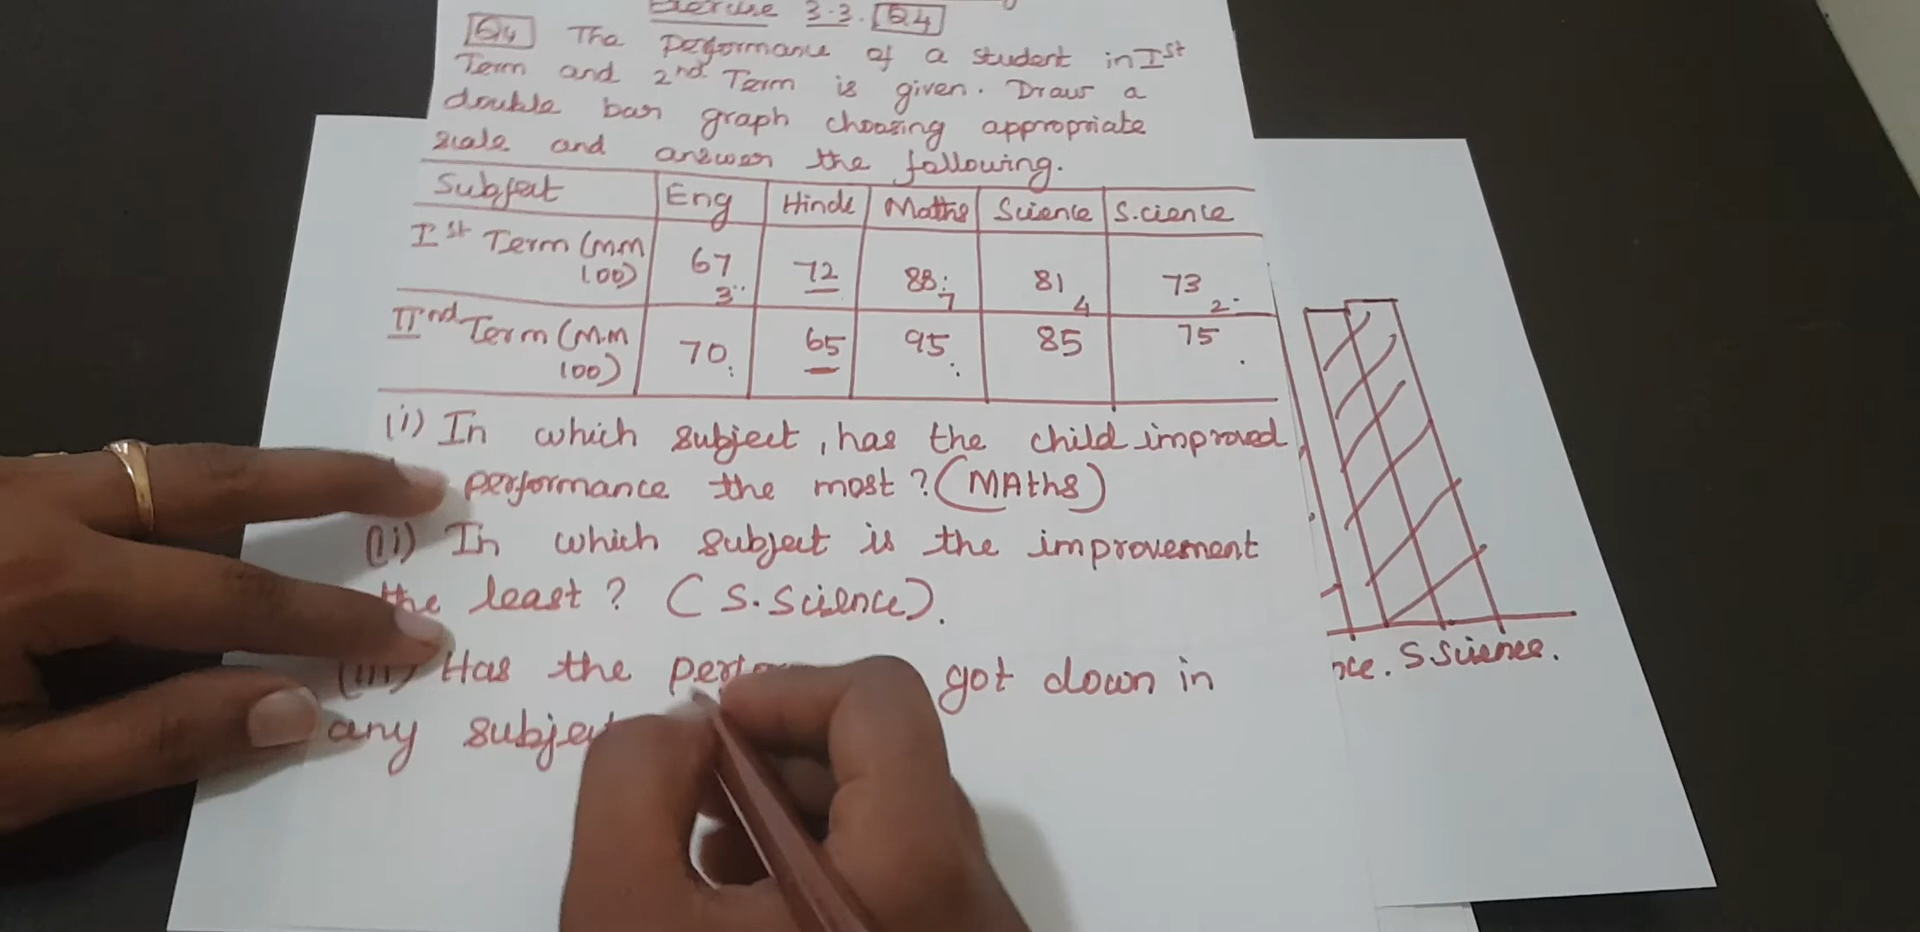 Exercise 3.3. Q4
Q4 The performance of a student in Ist
Term and 2nd Term is given. Draw a
double bar graph choosing appropriate
scale and answer the following.
Subject Eng Hindi Maths Science S.cience
Ist Term (M.M 100) 67 72 88 81 73
3 7 4 2
IInd Term (M.M 100) 70 65 95 85 75
(i) In which subject, has the child improved
performance the most? (MAths)
(ii) In which subject is the improvement
the least? (S.Science).
(iii) Has the got down in
any
nce. S.Science.